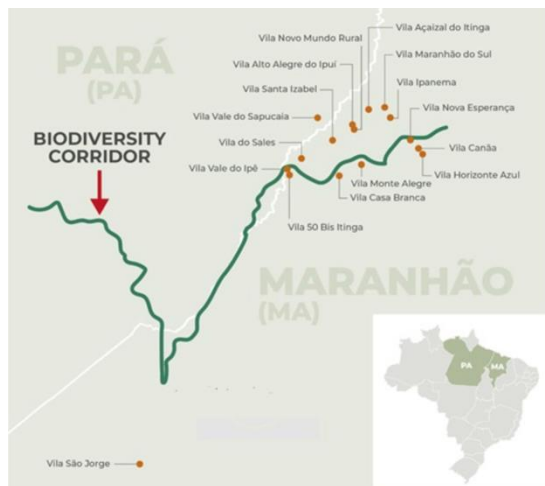 PARÁ
(PA)
BIODIVERSITY
CORRIDOR
Vila Açaizal do Itinga
Vila Novo Mundo Rural
Vila Maranhão do Sul
Vila Alto Alegre do Ipuí
Vila Ipanema
Vila Santa Izabel
Vila Nova Esperança
Vila Vale do Sapucaia
Vila do Sales
Vila Canãa
Vila Vale do Ipê
Vila Horizonte Azul
Vila Monte Alegre
Vila Casa Branca
Vila 50 Bis Itinga
MARANHÃO
(MA)
PA
MA
Vila São Jorge